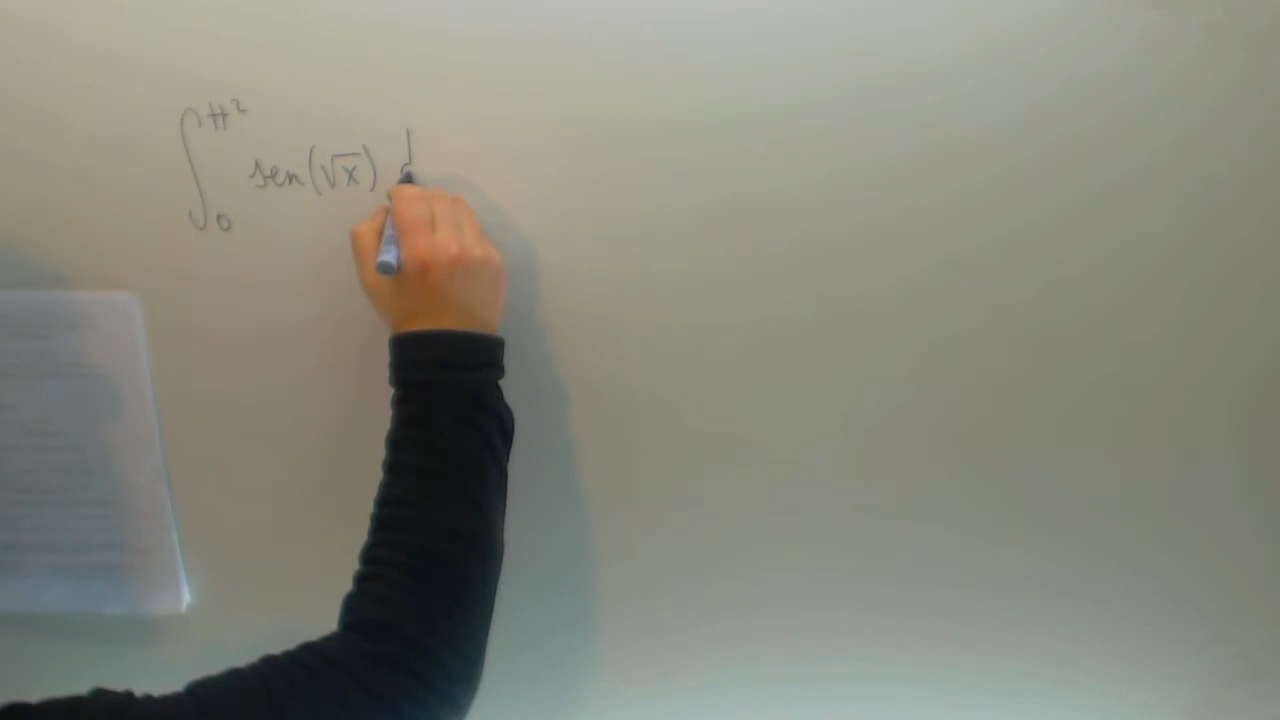 ∫₀^π² sen(√x) d